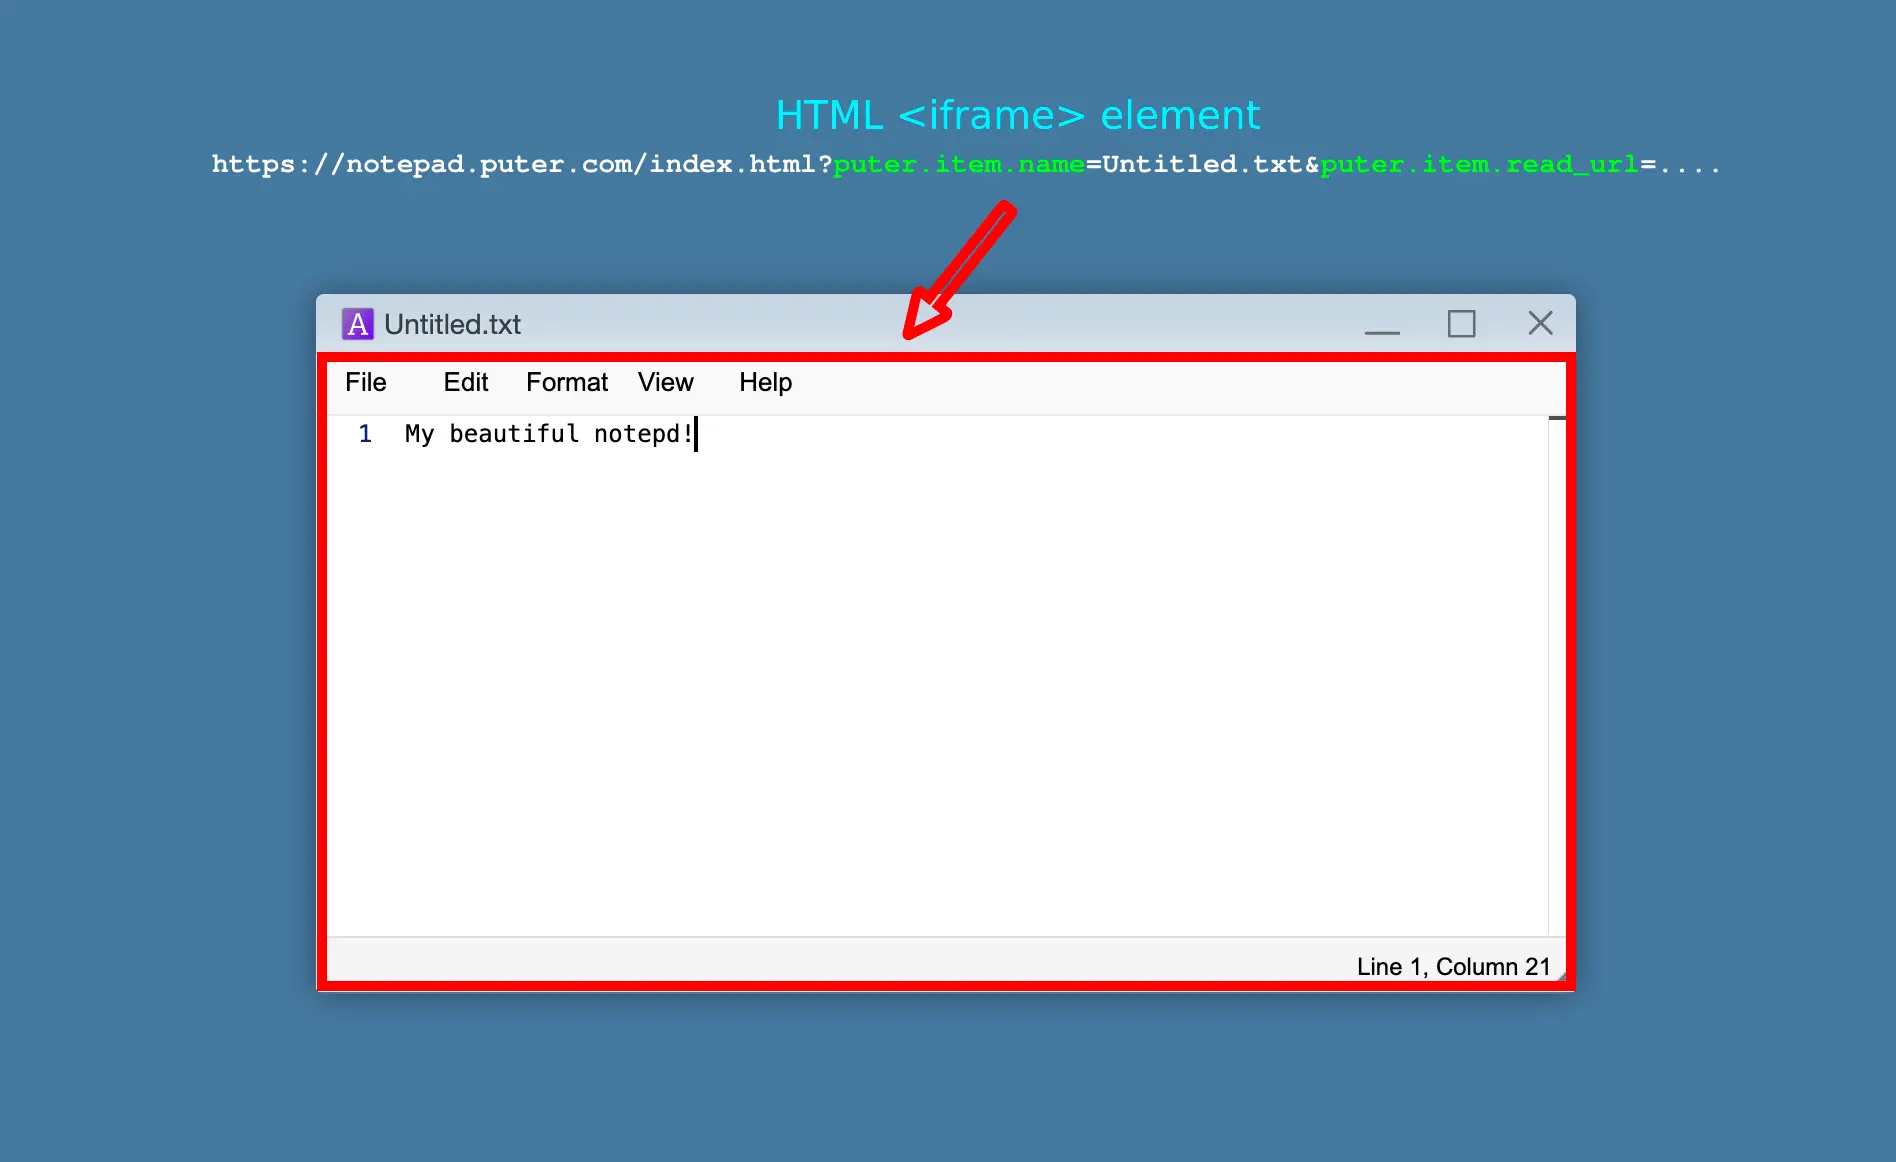 HTML <iframe> element
https://notepad.puter.com/index.html?puter.item.name=Untitled.txt&puter.item.read_url=....
A Untitled.txt
File Edit Format View Help
1 My beautiful notepd!
Line 1, Column 21